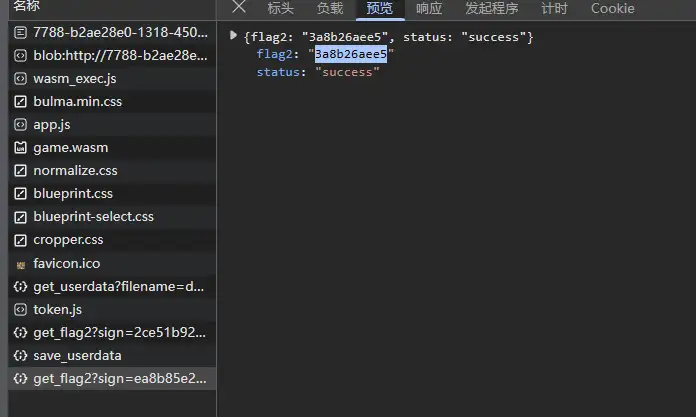 名称
7788-b2ae28e0-1318-450...
blob:http://7788-b2ae28e...
wasm_exec.js
bulma.min.css
app.js
game.wasm
normalize.css
blueprint.css
blueprint-select.css
cropper.css
favicon.ico
get_userdata?filename=d...
token.js
get_flag2?sign=2ce51b92...
save_userdata
get_flag2?sign=ea8b85e2...
标头 负载 预览 响应 发起程序 计时 Cookie
{flag2: "3a8b26aee5", status: "success"}
flag2: "3a8b26aee5"
status: "success"